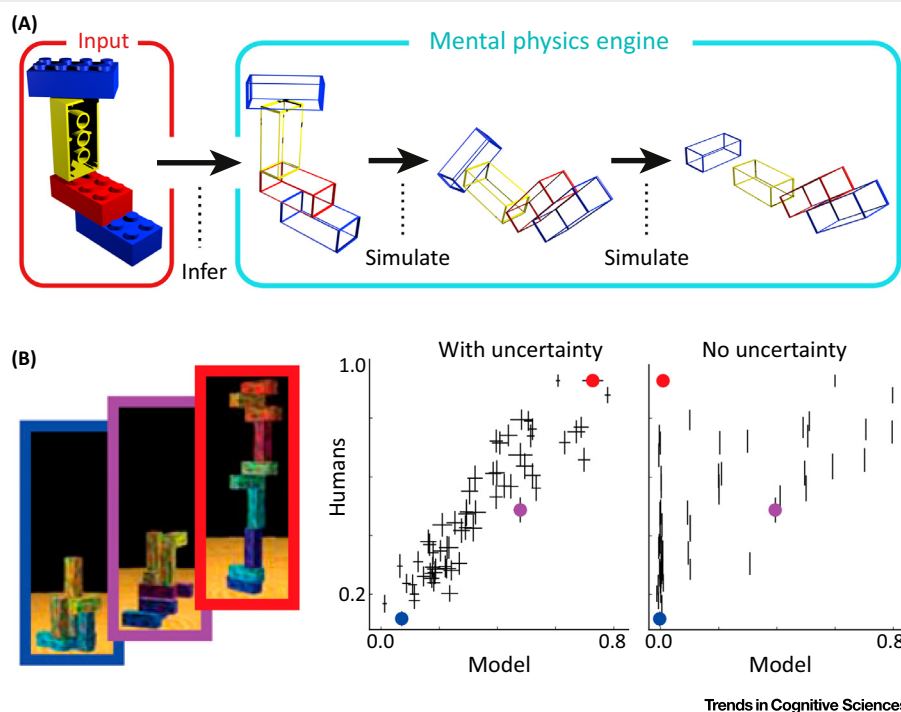 (A)
Input
Mental physics engine
Infer
Simulate
Simulate
(B)
With uncertainty
No uncertainty
1.0
Humans
0.2
0.0
0.8
0.0
0.8
Model
Model
Trends in Cognitive Sciences